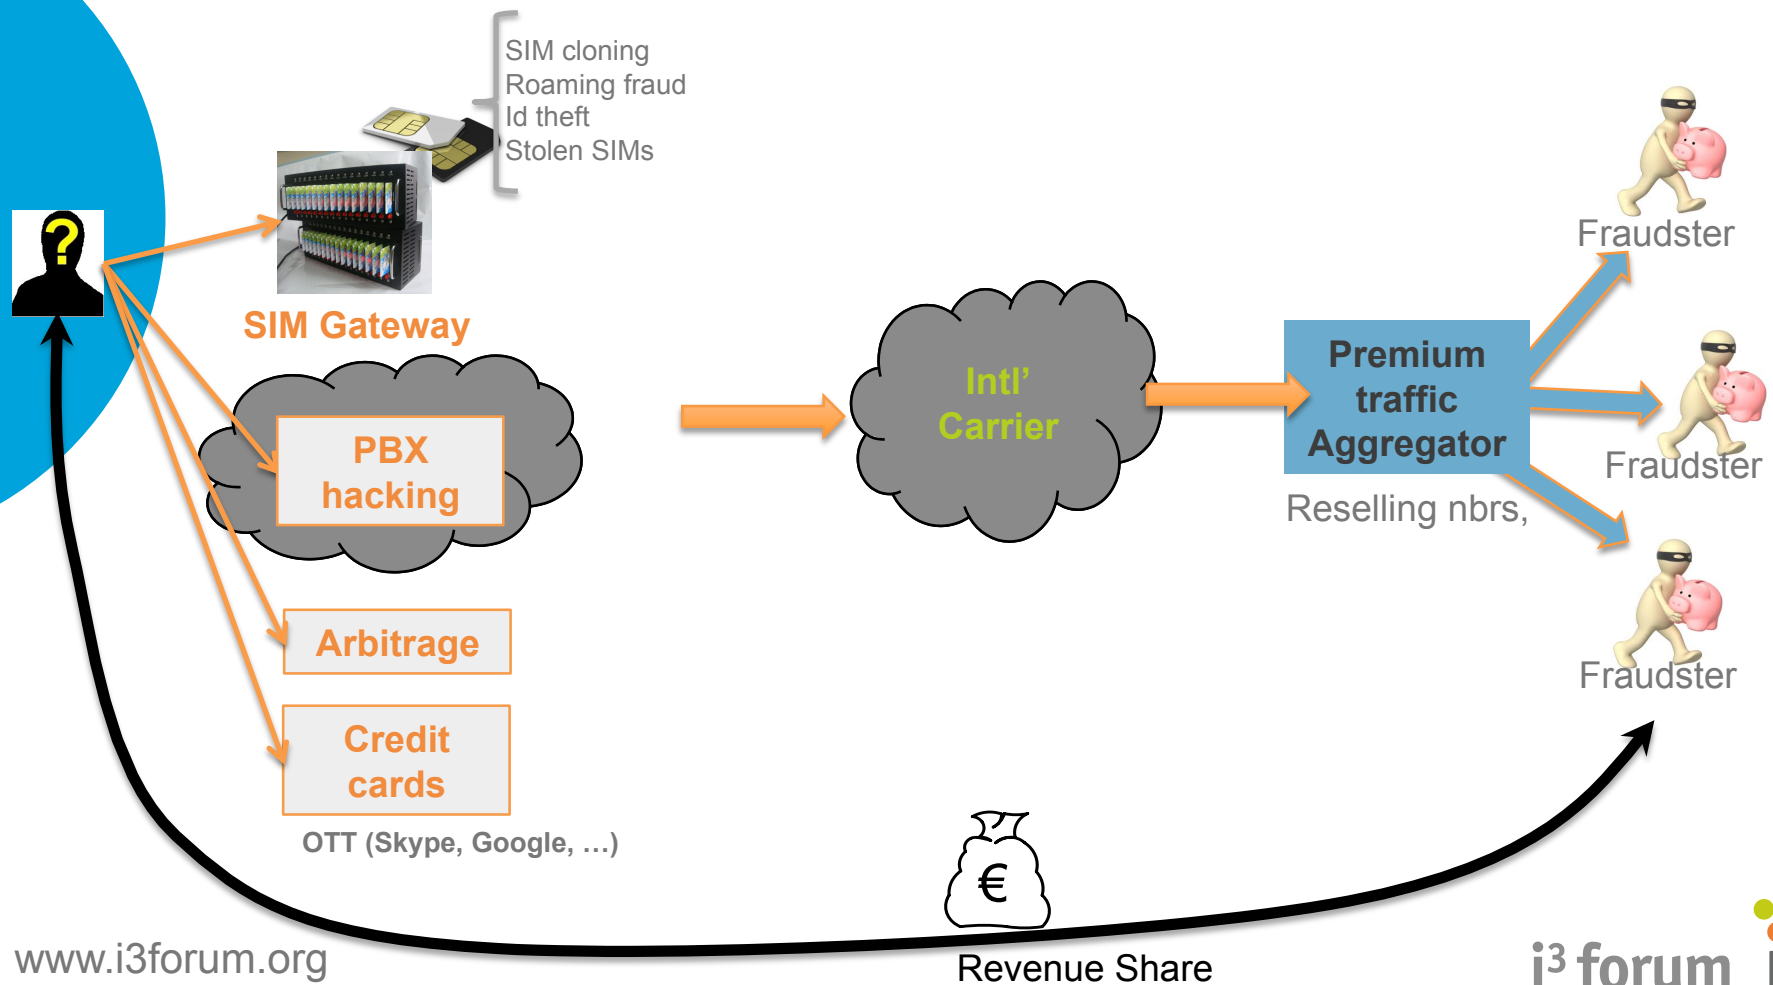 SIM cloning
Roaming fraud
Id theft
Stolen SIMs
?
SIM Gateway
PBX
hacking
Arbitrage
Credit
cards
OTT (Skype, Google, …)
Intl’
Carrier
Premium
traffic
Aggregator
Reselling nbrs,
Fraudster
Fraudster
Fraudster
€
Revenue Share
www.i3forum.org
i³ forum